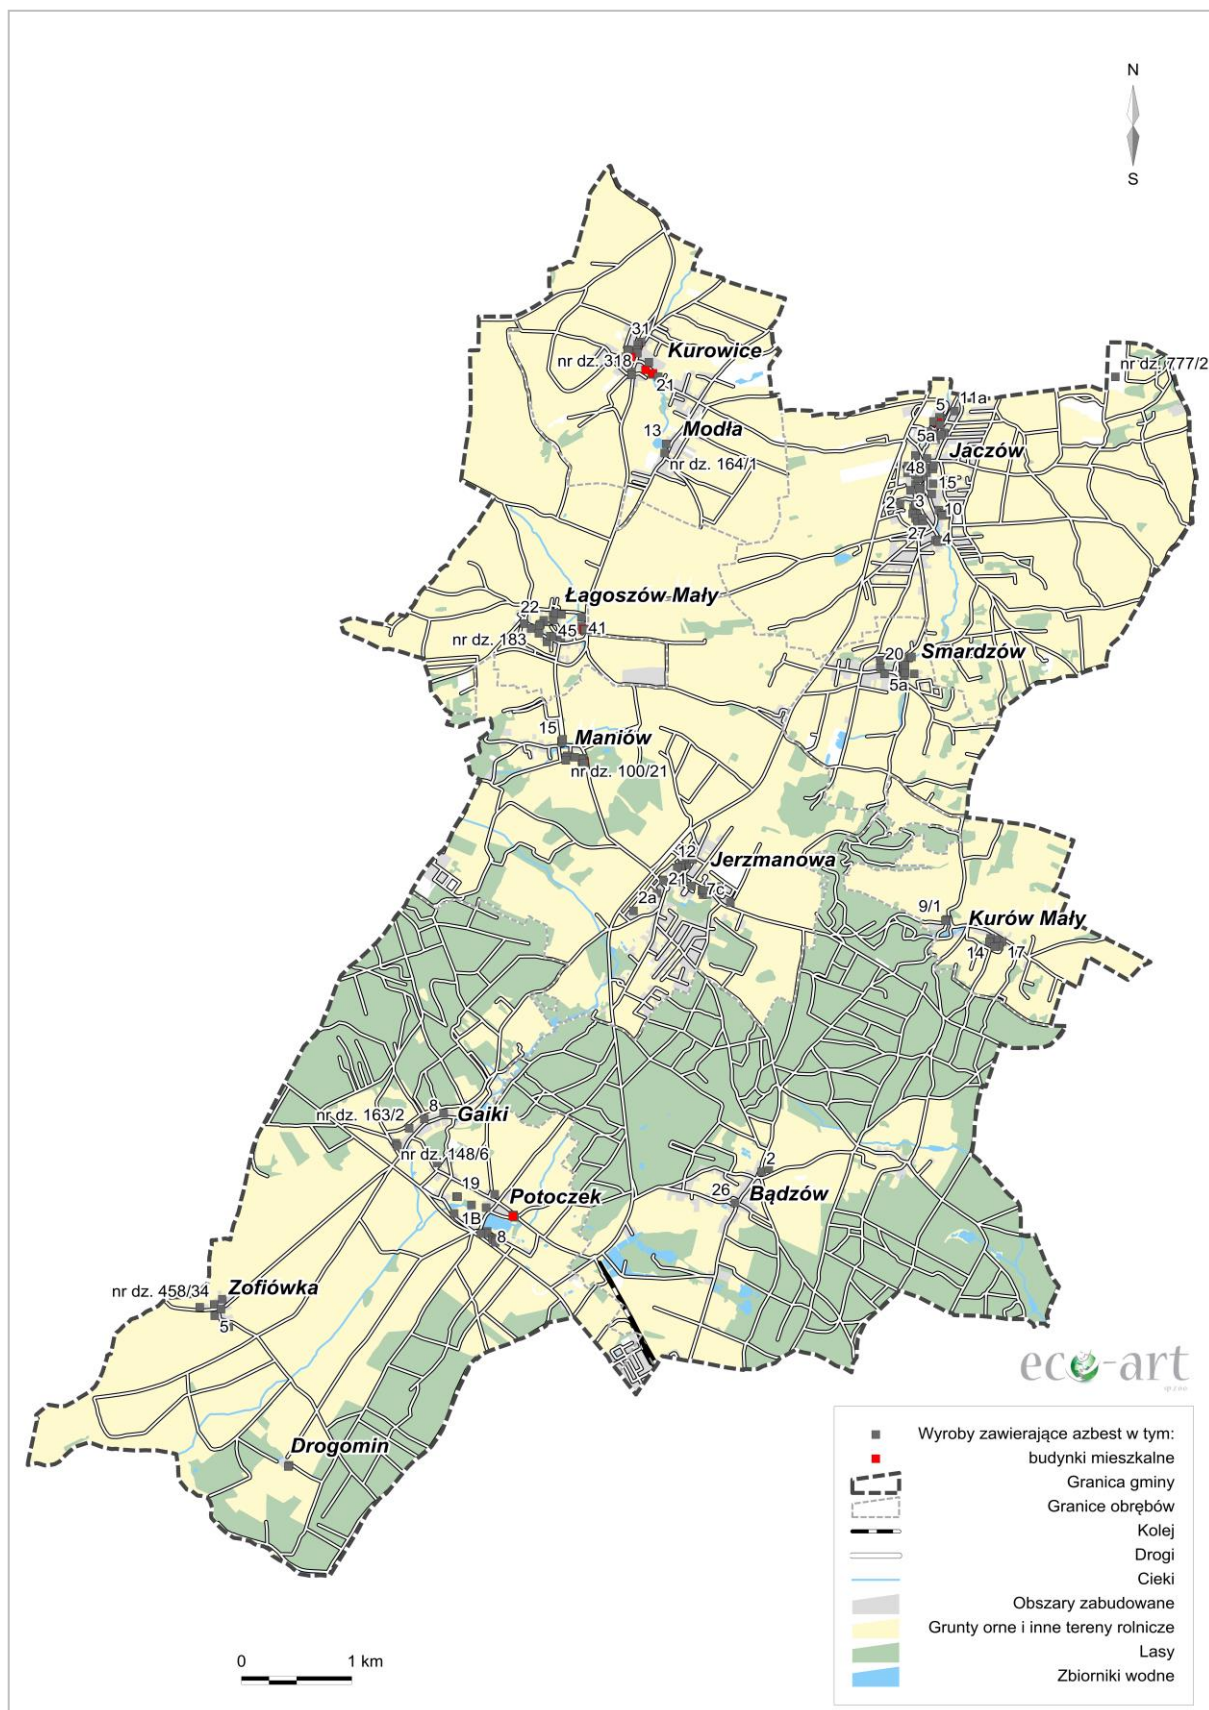 N
S
31
Kurowice
nr dz. 318
21
nr dz. 777/2
11a
5
5a
13
Modła
nr dz. 164/1
Jaczów
48
15
2
3
10
27
4
Łagoszów Mały
22
41
45
nr dz. 183
20
Smardzów
5a
15
Maniów
nr dz. 100/21
12
Jerzmanowa
21
7c
2a
9/1
Kurów Mały
14
17
8
Gaiki
nr dz. 163/2
nr dz. 148/6
2
19
Potoczek
26
Bądzów
1B
8
nr dz. 458/34
Zofiówka
5
eco-art
sp.z o.o
Drogomin
Wyroby zawierające azbest w tym:
budynki mieszkalne
Granica gminy
Granice obrębów
Kolej
Drogi
Cieki
Obszary zabudowane
Grunty orne i inne tereny rolnicze
Lasy
Zbiorniki wodne
0 1 km